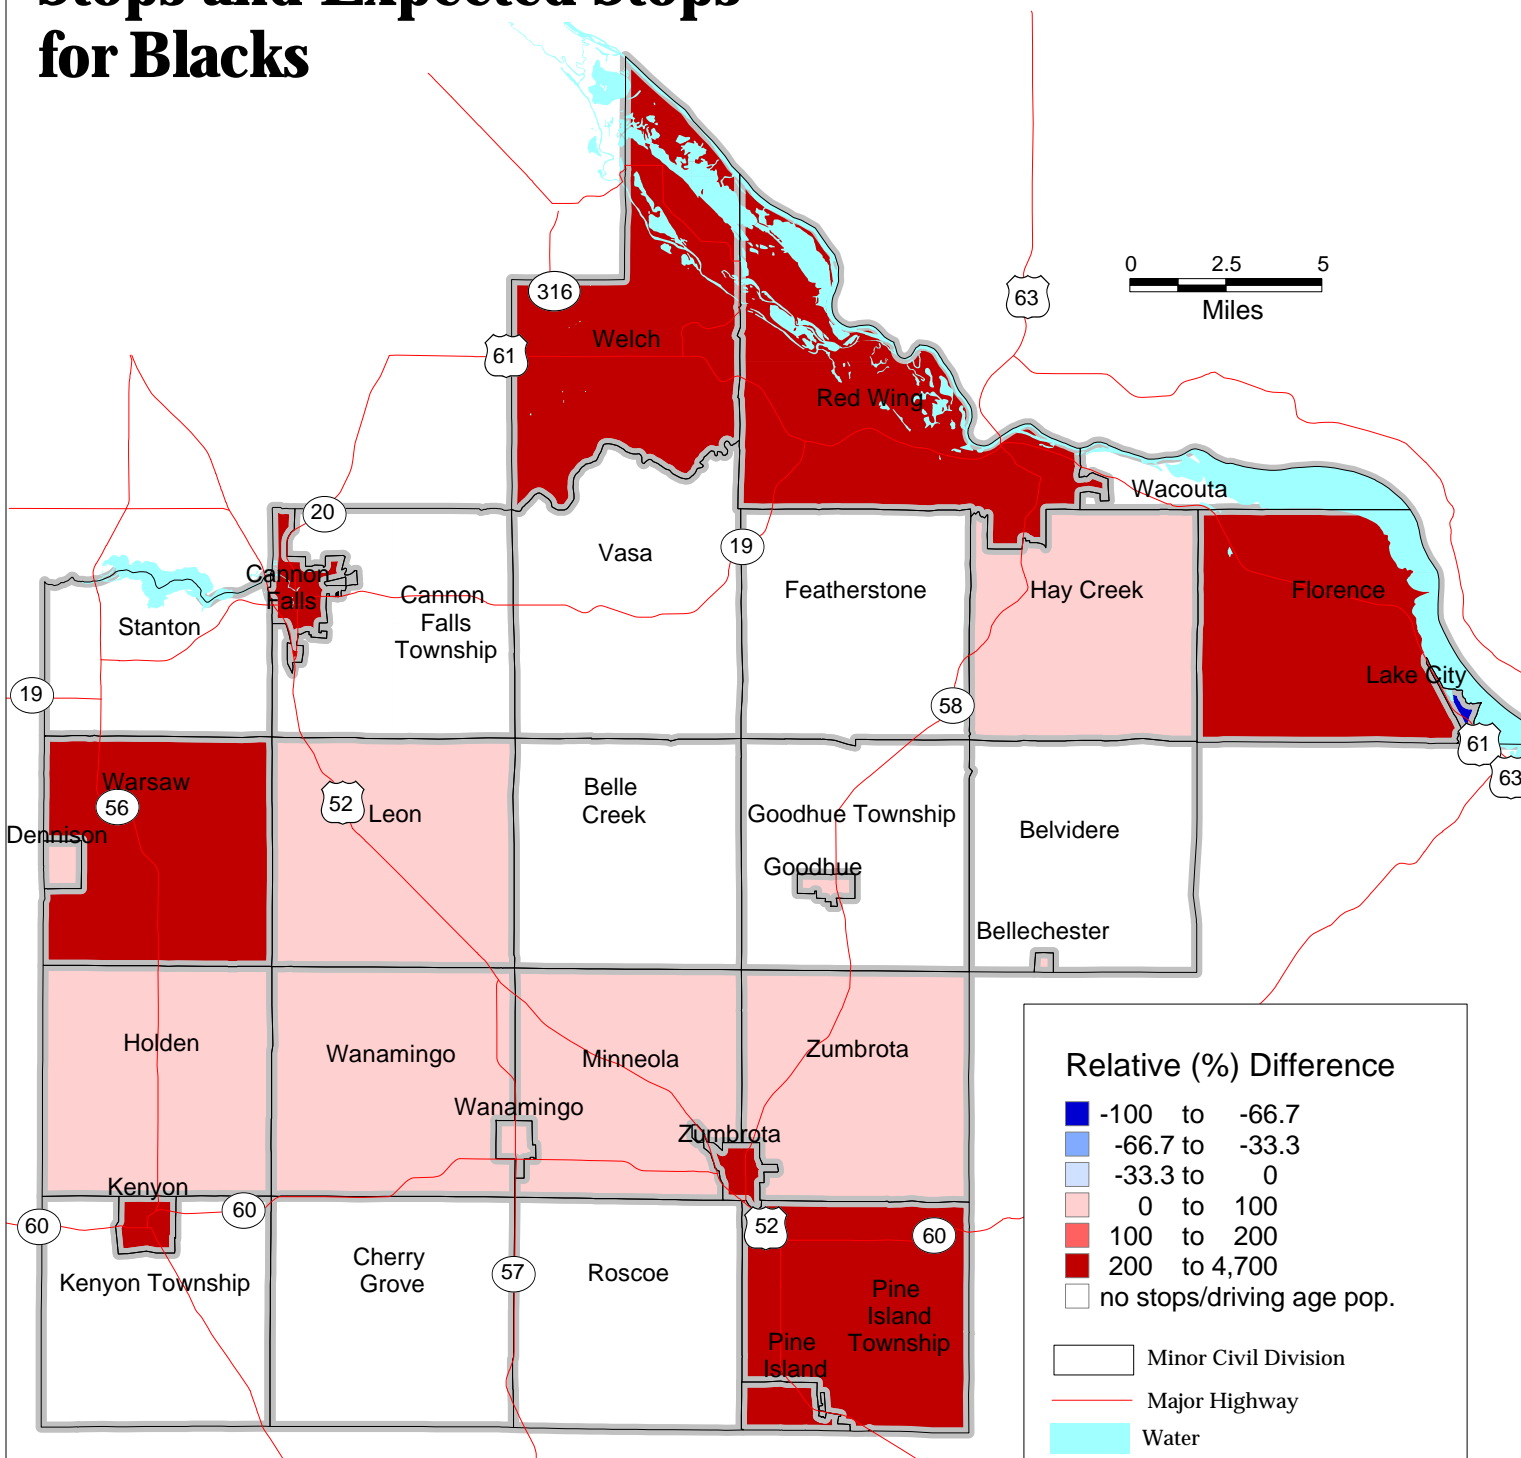 Stops and Expected Stops
for Blacks
0 2.5 5
Miles
63
316
61
Welch
Red Wing
Wacouta
20
19
Vasa
Cannon
Falls
Cannon
Falls
Township
Stanton
Featherstone
Hay Creek
Florence
Lake City
19
58
61
63
Warsaw
56
52
Leon
Belle
Creek
Goodhue Township
Belvidere
Dennison
Goodhue
Bellechester
Holden
Wanamingo
Minneola
Zumbrota
Wanamingo
Zumbrota
Kenyon
60
60
52
60
Kenyon Township
Cherry
Grove
57
Roscoe
Pine
Island
Township
Pine
Island
Relative (%) Difference
-100 to -66.7
-66.7 to -33.3
-33.3 to 0
0 to 100
100 to 200
200 to 4,700
no stops/driving age pop.
Minor Civil Division
Major Highway
Water